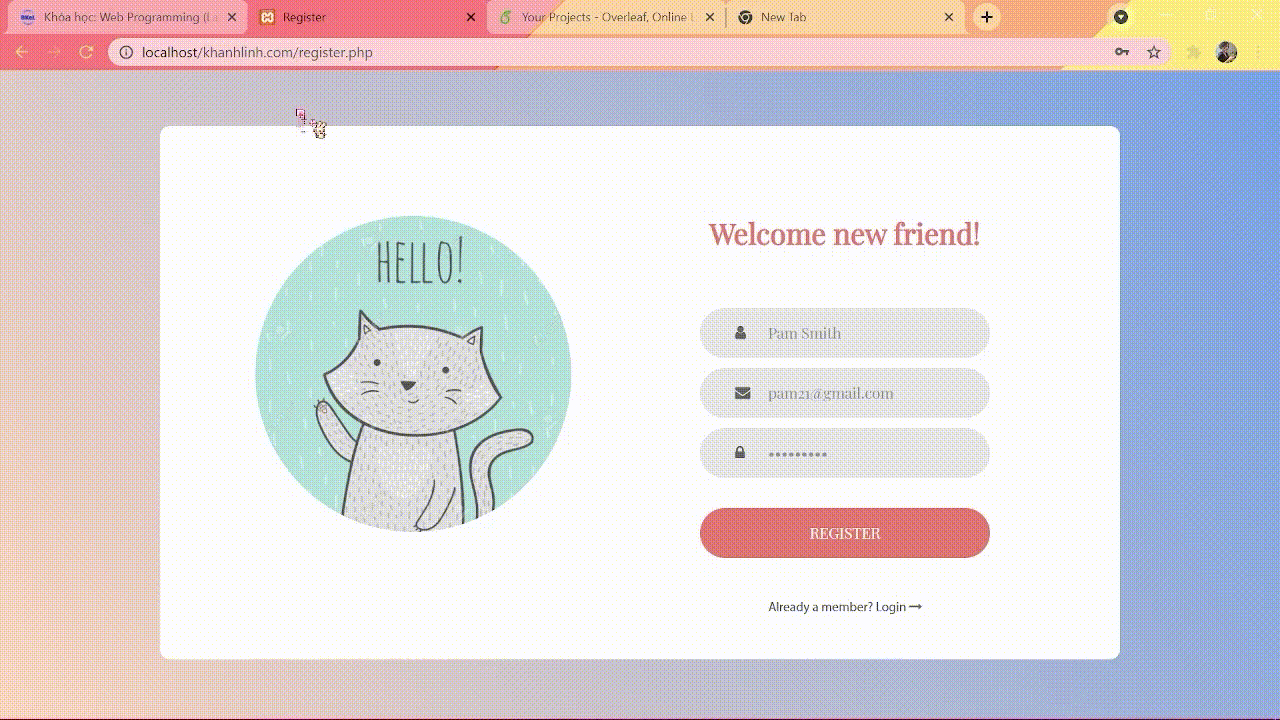 Khóa học: Web Programming (La
Register
Your Projects - Overleaf, Online L
New Tab
localhost/khanhlinh.com/register.php
HELLO!
Welcome new friend!
Pam Smith
pam21@gmail.com
•••••••••
REGISTER
Already a member? Login →